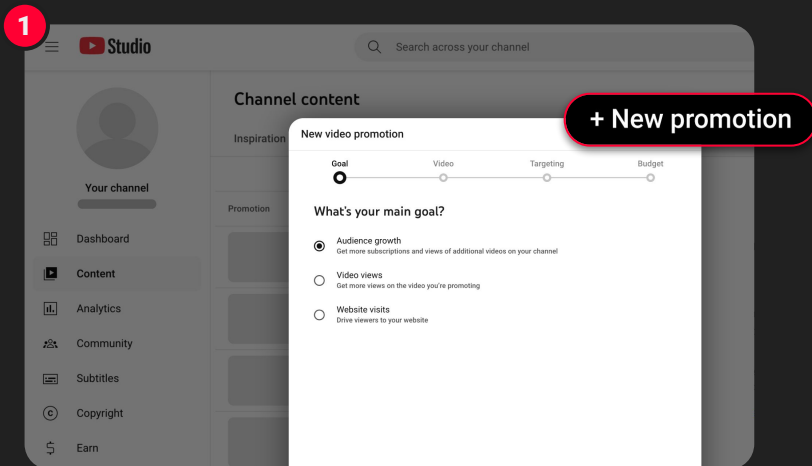 1
Studio
Search across your channel
Channel content
+ New promotion
Inspiration
New video promotion
Goal
Video
Targeting
Budget
Your channel
Promotion
What's your main goal?
Audience growth
Get more subscriptions and views of additional videos on your channel
Video views
Get more views on the video you're promoting
Website visits
Drive viewers to your website
Dashboard
Content
Analytics
Community
Subtitles
Copyright
Earn